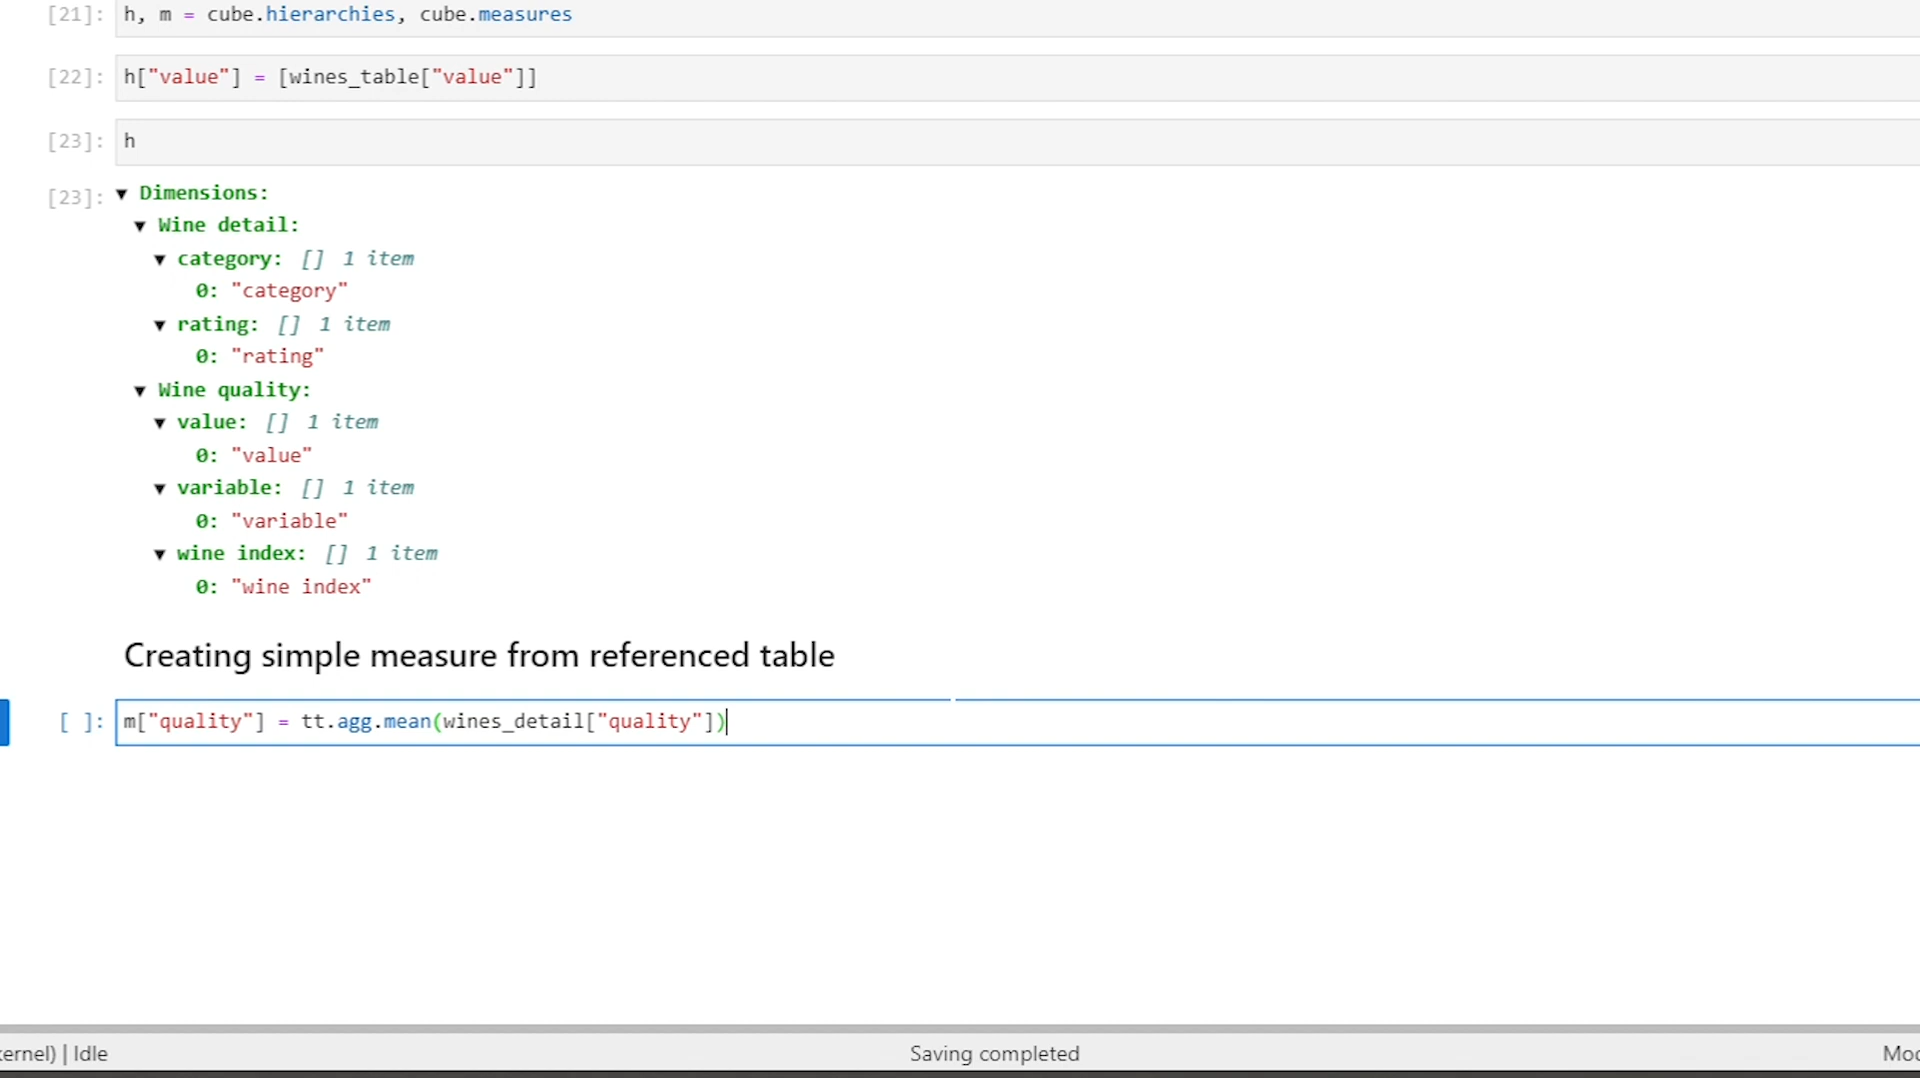 [21]: h, m = cube.hierarchies, cube.measures
[22]: h["value"] = [wines_table["value"]]
[23]: h
[23]: ▼ Dimensions:
▼ Wine detail:
▼ category: [] 1 item
0: "category"
▼ rating: [] 1 item
0: "rating"
▼ Wine quality:
▼ value: [] 1 item
0: "value"
▼ variable: [] 1 item
0: "variable"
▼ wine index: [] 1 item
0: "wine index"
Creating simple measure from referenced table
[ ]: m["quality"] = tt.agg.mean(wines_detail["quality"])
ernel) | Idle
Saving completed